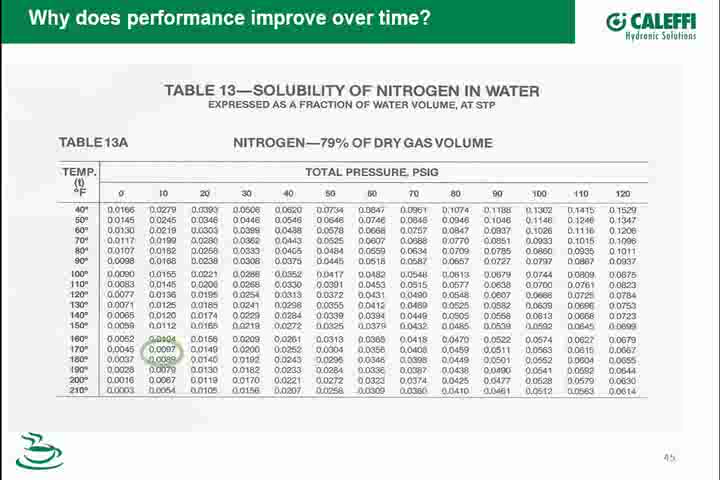 Why does performance improve over time?
CALEFFI
Hydronic Solutions
TABLE 13—SOLUBILITY OF NITROGEN IN WATER
EXPRESSED AS A FRACTION OF WATER VOLUME, AT STP
TABLE 13A NITROGEN—79% OF DRY GAS VOLUME
TEMP. TOTAL PRESSURE, PSIG
(t)
°F 0 10 20 30 40 50 60 70 80 90 100 110 120
40° 0.0166 0.0279 0.0393 0.0506 0.0620 0.0734 0.0847 0.0961 0.1074 0.1188 0.1302 0.1415 0.1529
50° 0.0145 0.0245 0.0346 0.0446 0.0546 0.0646 0.0746 0.0846 0.0946 0.1046 0.1146 0.1246 0.1347
60° 0.0130 0.0219 0.0303 0.0399 0.0488 0.0578 0.0668 0.0757 0.0847 0.0937 0.1026 0.1116 0.1206
70° 0.0117 0.0199 0.0280 0.0362 0.0443 0.0525 0.0607 0.0688 0.0770 0.0851 0.0933 0.1015 0.1096
80° 0.0107 0.0182 0.0258 0.0333 0.0408 0.0484 0.0559 0.0634 0.0709 0.0785 0.0860 0.0935 0.1011
90° 0.0098 0.0168 0.0238 0.0308 0.0375 0.0445 0.0518 0.0587 0.0657 0.0727 0.0797 0.0867 0.0937
100° 0.0090 0.0155 0.0221 0.0286 0.0352 0.0417 0.0482 0.0548 0.0613 0.0679 0.0744 0.0809 0.0875
110° 0.0083 0.0145 0.0206 0.0268 0.0330 0.0391 0.0453 0.0515 0.0577 0.0638 0.0700 0.0761 0.0823
120° 0.0077 0.0136 0.0195 0.0254 0.0313 0.0372 0.0431 0.0490 0.0548 0.0607 0.0666 0.0725 0.0784
130° 0.0071 0.0125 0.0185 0.0241 0.0298 0.0355 0.0412 0.0469 0.0525 0.0582 0.0639 0.0696 0.0753
140° 0.0065 0.0120 0.0174 0.0229 0.0284 0.0339 0.0394 0.0449 0.0505 0.0558 0.0613 0.0668 0.0723
150° 0.0059 0.0112 0.0165 0.0219 0.0272 0.0325 0.0379 0.0432 0.0485 0.0539 0.0592 0.0645 0.0699
160° 0.0052 0.0104 0.0156 0.0209 0.0261 0.0313 0.0365 0.0418 0.0470 0.0522 0.0574 0.0627 0.0679
170° 0.0045 0.0097 0.0149 0.0200 0.0252 0.0304 0.0356 0.0408 0.0459 0.0511 0.0563 0.0615 0.0667
180° 0.0037 0.0089 0.0140 0.0192 0.0243 0.0295 0.0346 0.0398 0.0449 0.0501 0.0552 0.0604 0.0655
190° 0.0028 0.0079 0.0130 0.0182 0.0233 0.0284 0.0336 0.0387 0.0438 0.0490 0.0541 0.0592 0.0644
200° 0.0016 0.0067 0.0119 0.0170 0.0221 0.0272 0.0323 0.0374 0.0425 0.0477 0.0528 0.0579 0.0630
210° 0.0003 0.0054 0.0105 0.0156 0.0207 0.0258 0.0309 0.0360 0.0410 0.0461 0.0512 0.0563 0.0614
45